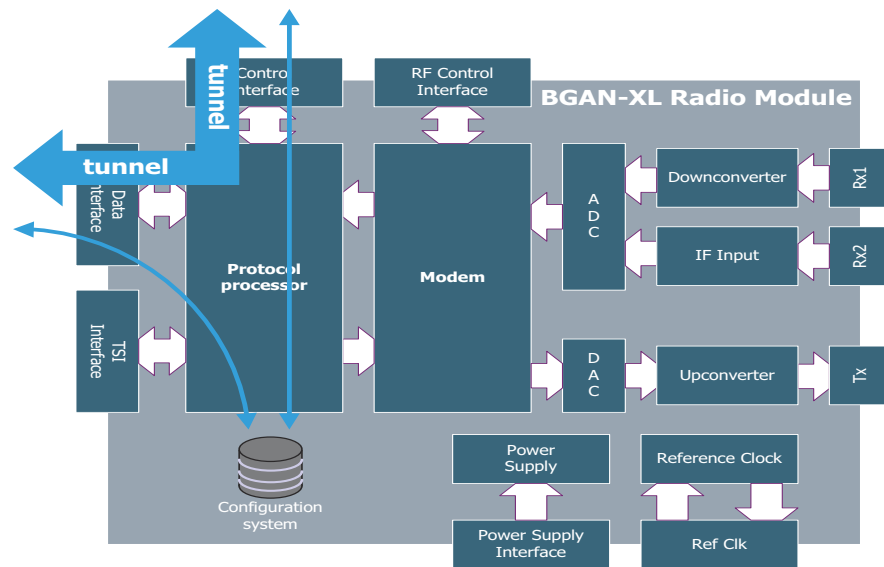 tunnel
tunnel
Control
Interface
RF Control
Interface
BGAN-XL Radio Module
Data
Interface
TSI
Interface
Protocol
processor
Modem
A
D
C
Downconverter
Rx1
IF Input
Rx2
D
A
C
Upconverter
Tx
Configuration
system
Power
Supply
Reference Clock
Power Supply
Interface
Ref Clk